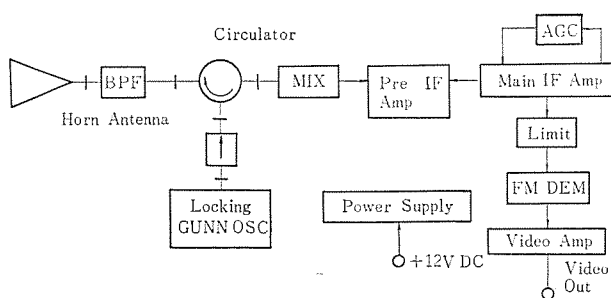 Circulator
AGC
BPF
MIX
Pre IF
Amp
Main IF Amp
Horn Antenna
Limit
FM DEM
Locking
GUNN OSC
Power Supply
Video Amp
+12V DC
Video
Out